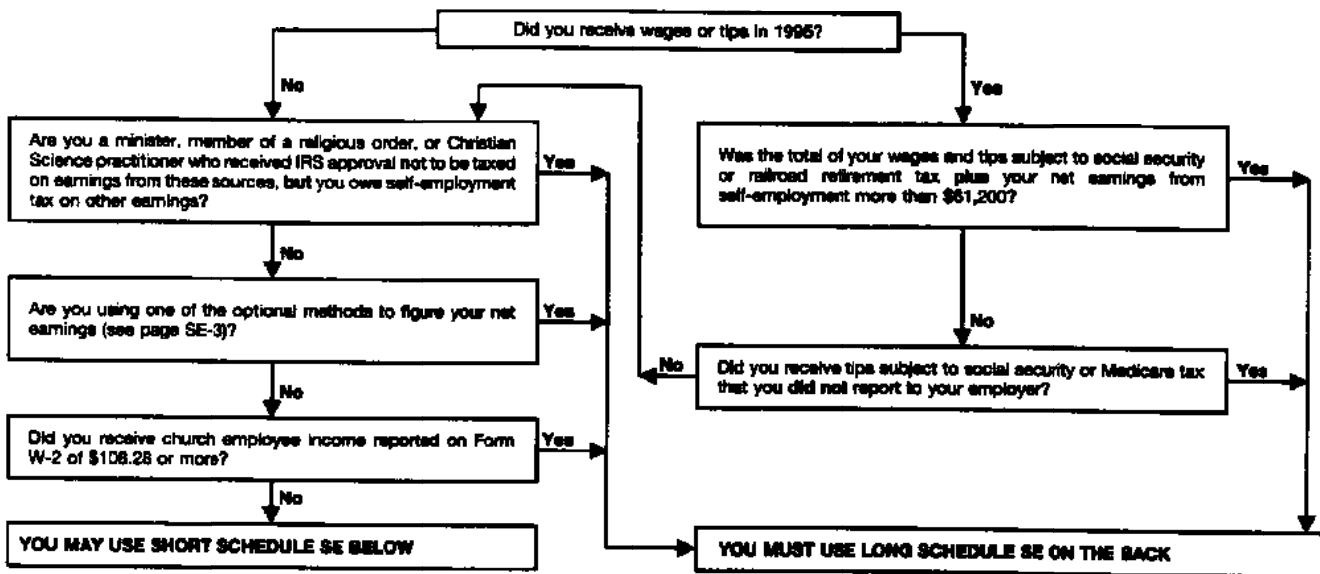 Did you receive wages or tips in 1995?
No
Yes
Are you a minister, member of a religious order, or Christian
Science practitioner who received IRS approval not to be taxed
on earnings from these sources, but you owe self-employment
tax on other earnings?
Yes
Was the total of your wages and tips subject to social security
or railroad retirement tax plus your net earnings from
self-employment more than $61,200?
Yes
No
No
Are you using one of the optional methods to figure your net
earnings (see page SE-3)?
Yes
No
Did you receive tips subject to social security or Medicare tax
that you did not report to your employer?
Yes
No
Did you receive church employee income reported on Form
W-2 of $108.28 or more?
Yes
No
YOU MAY USE SHORT SCHEDULE SE BELOW
YOU MUST USE LONG SCHEDULE SE ON THE BACK